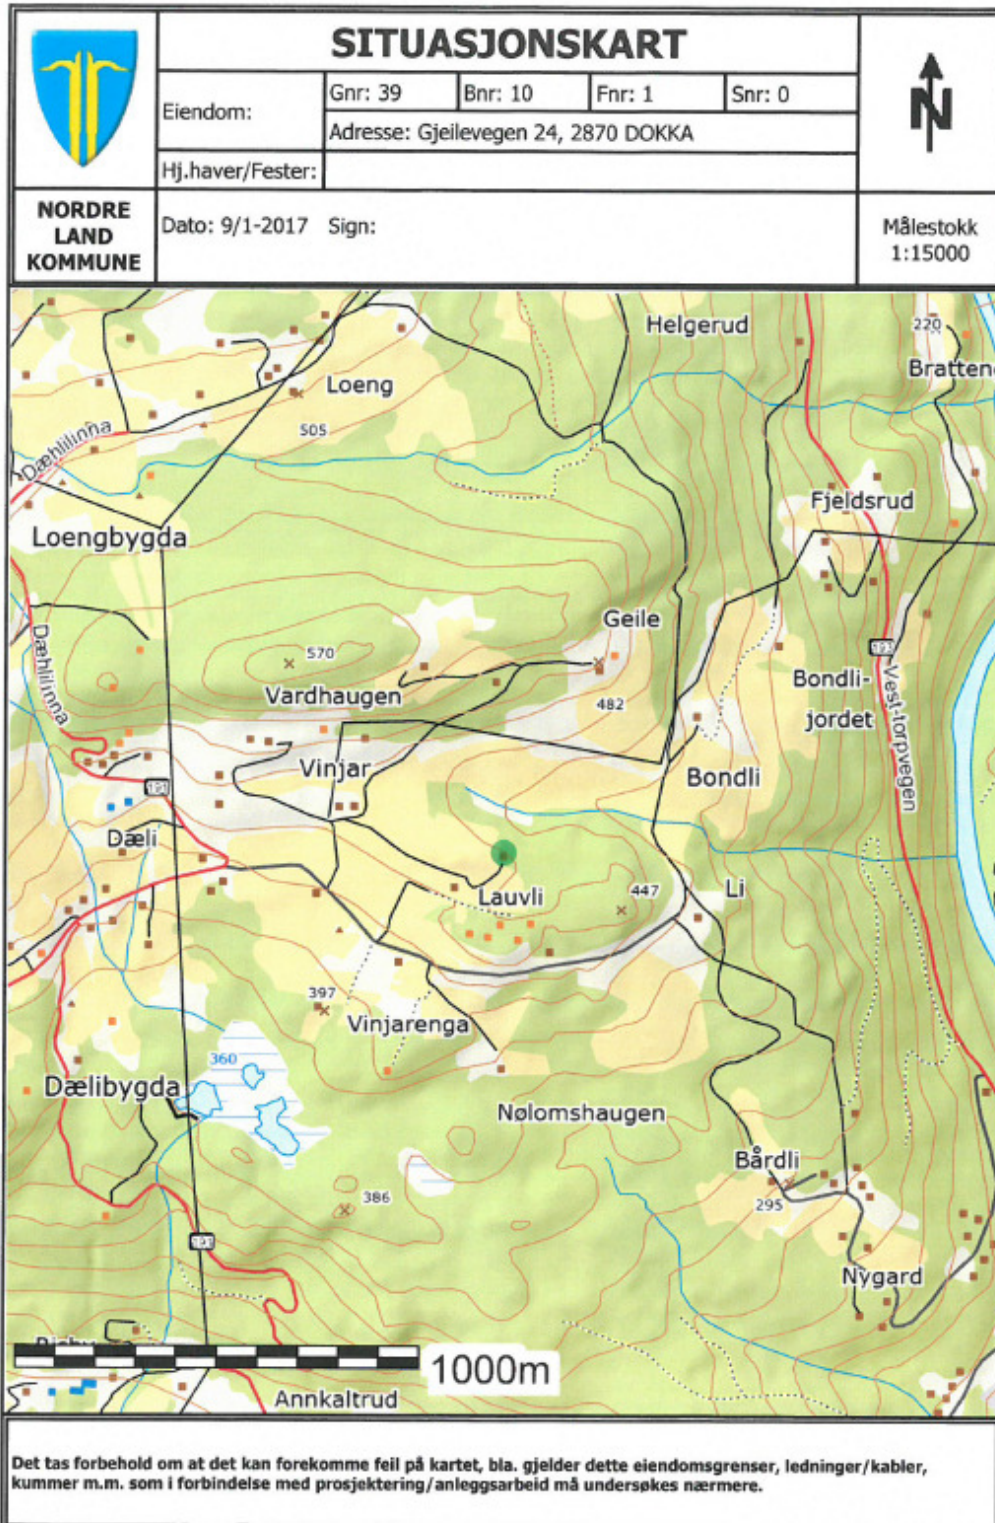 SITUASJONSKART
Eiendom:
Gnr: 39
Bnr: 10
Fnr: 1
Snr: 0
Adresse: Gjeilevegen 24, 2870 DOKKA
Hj.haver/Fester:
N
NORDRE
LAND
KOMMUNE
Dato: 9/1-2017 Sign:
Målestokk
1:15000
Helgerud
220
Loeng
505
Dæhlilinna
Fjeldsrud
Loengbygda
Geile
Dæhlilinna
570
Vardhaugen
482
193
Bondli-
jordet
Vest-torpvegen
Vinjar
Bondli
Dæli
Lauvli
447
Li
397
Vinjarenga
360
Dælibygda
Nølomshaugen
Bårdli
295
386
193
Nygard
1000m
Annkaltrud
Det tas forbehold om at det kan forekomme feil på kartet, bla. gjelder dette eiendomsgrenser, ledninger/kabler,
kummer m.m. som i forbindelse med prosjektering/anleggsarbeid må undersøkes nærmere.